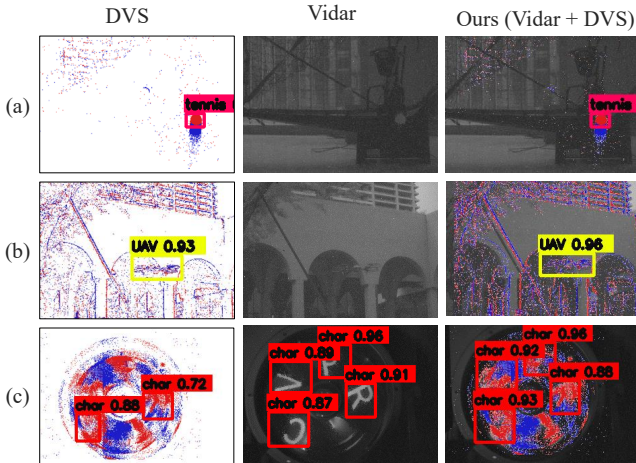 DVS Vidar Ours (Vidar + DVS)
(a)
tennis
tennis
(b)
UAV 0.93
UAV 0.96
(c)
char 0.72
char 0.88
char 0.96
char 0.89
char 0.91
char 0.87
R
char 0.96
char 0.92
char 0.88
char 0.93